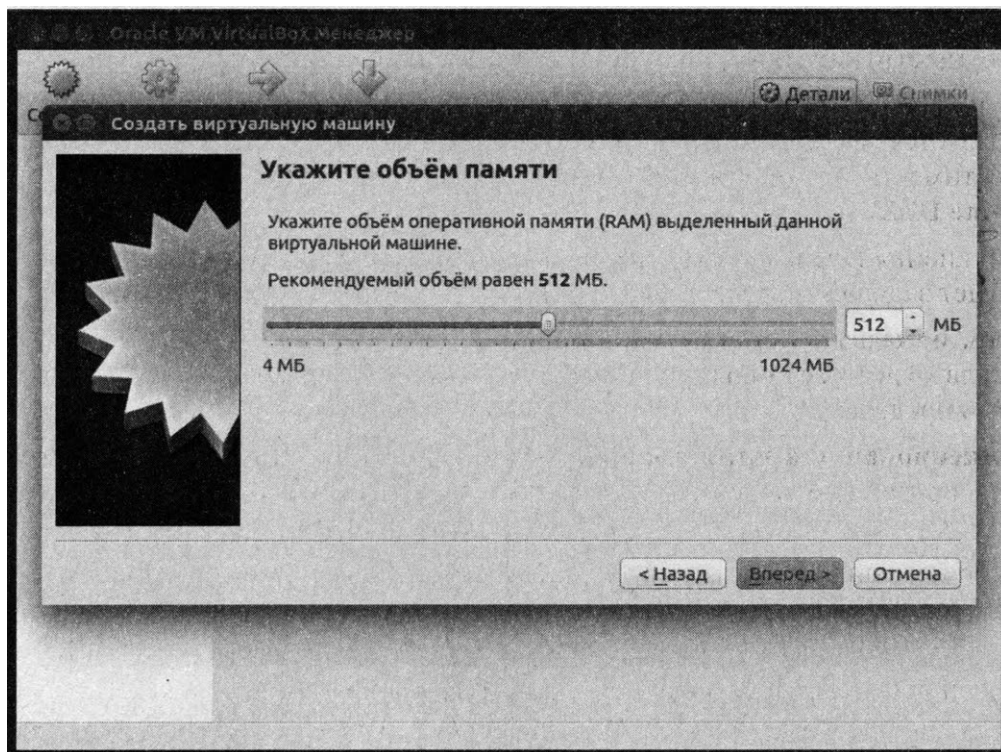 Oracle VM VirtualBox Менеджер
Детали
Снимки
Создать виртуальную машину
Укажите объём памяти
Укажите объём оперативной памяти (RAM) выделенный данной
виртуальной машине.
Рекомендуемый объём равен 512 МБ.
512 МБ
4 МБ
1024 МБ
< Назад
Вперед >
Отмена